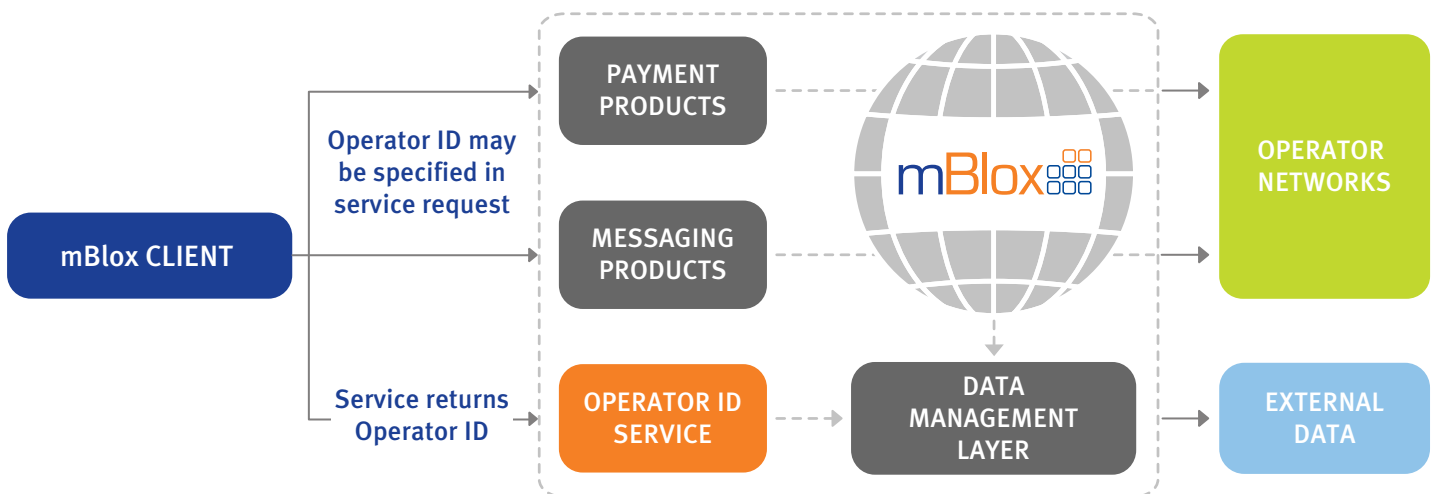 PAYMENT
PRODUCTS
Operator ID may
be specified in
service request
mBlox
OPERATOR
NETWORKS
mBlox CLIENT
MESSAGING
PRODUCTS
Service returns
Operator ID
OPERATOR ID
SERVICE
DATA
MANAGEMENT
LAYER
EXTERNAL
DATA